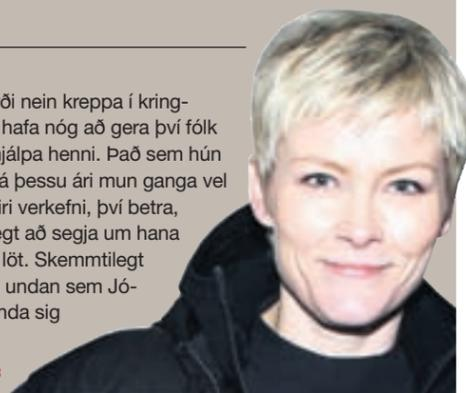 ði nein kreppa í kring-
hafa nóg að gera því fólk
jálpa henni. Það sem hún
á þessu ári mun ganga vel
iri verkefni, því betra,
egt að segja um hana
löt. Skemmtilegt
undan sem Jó-
nda sig